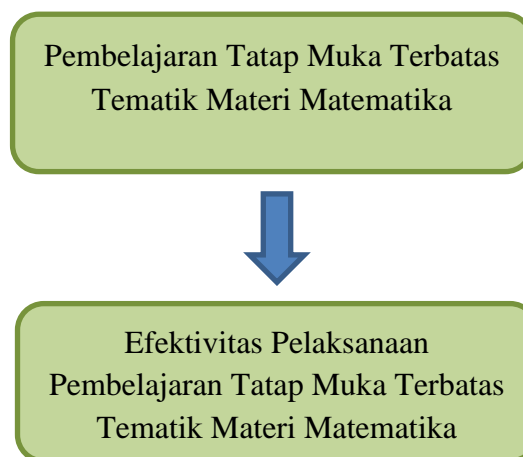 Pembelajaran Tatap Muka Terbatas
Tematik Materi Matematika
Efektivitas Pelaksanaan
Pembelajaran Tatap Muka Terbatas
Tematik Materi Matematika